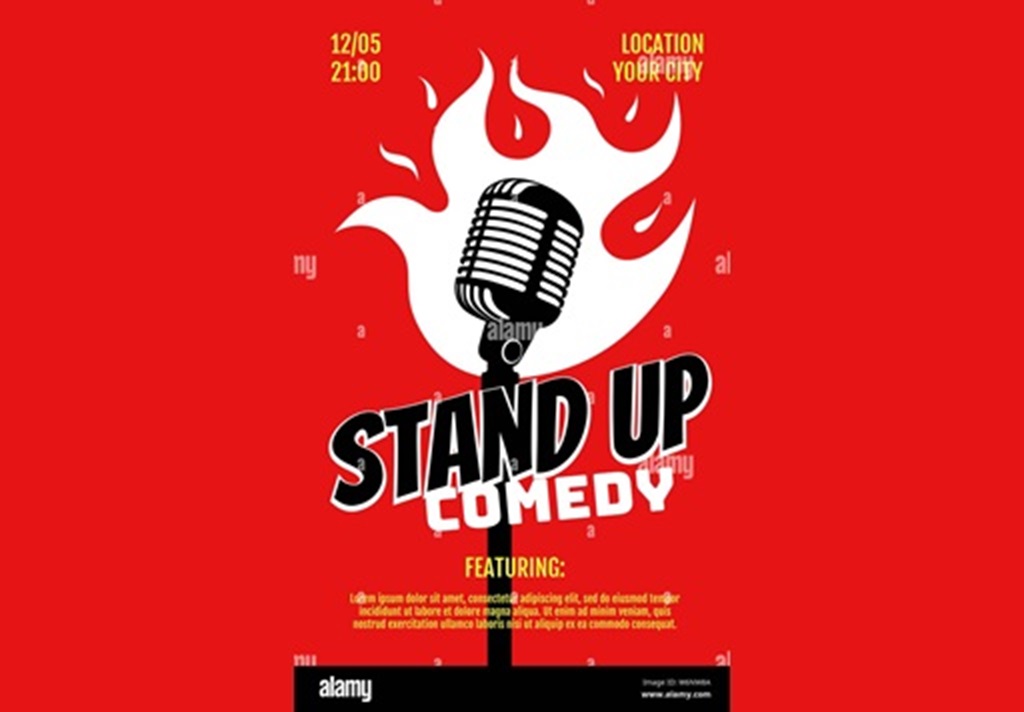 12/05
21:00
LOCATION
YOUR CITY
STAND UP
COMEDY
FEATURING:
Lorem ipsum dolor sit amet, consectetur adipiscing elit, sed do eiusmod tempor
incididunt ut labore et dolore magna aliqua. Ut enim ad minim veniam, quis
nostrud exercitation ullamco laboris nisi ut aliquip ex ea commodo consequat.
alamy
www.alamy.com